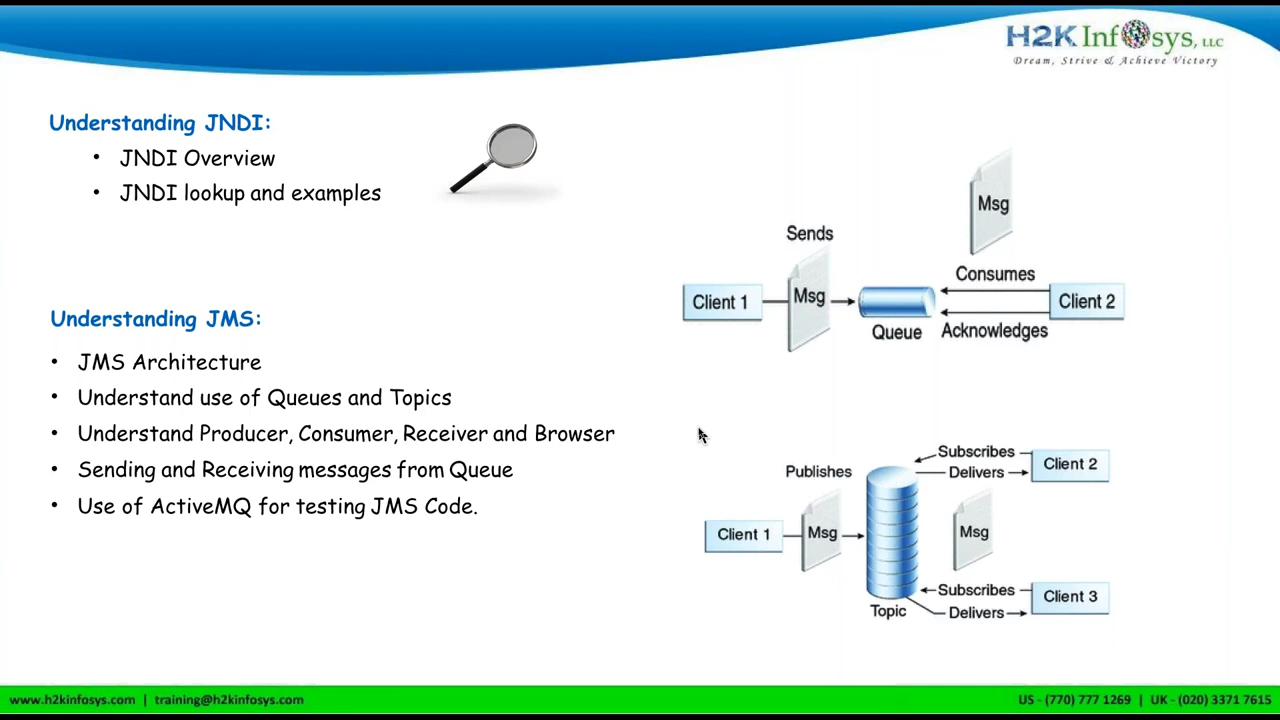 H2K Infosys, LLC
Dream, Strive & Achieve Victory
Understanding JNDI:
• JNDI Overview
• JNDI lookup and examples
Understanding JMS:
• JMS Architecture
• Understand use of Queues and Topics
• Understand Producer, Consumer, Receiver and Browser
• Sending and Receiving messages from Queue
• Use of ActiveMQ for testing JMS Code.
Msg
Sends
Consumes
Client 1
Msg
Client 2
Queue
Acknowledges
Subscribes
Client 2
Publishes
Delivers
Client 1
Msg
Msg
Subscribes
Client 3
Topic
Delivers
www.h2kinfosys.com | training@h2kinfosys.com
US - (770) 777 1269 | UK - (020) 3371 7615